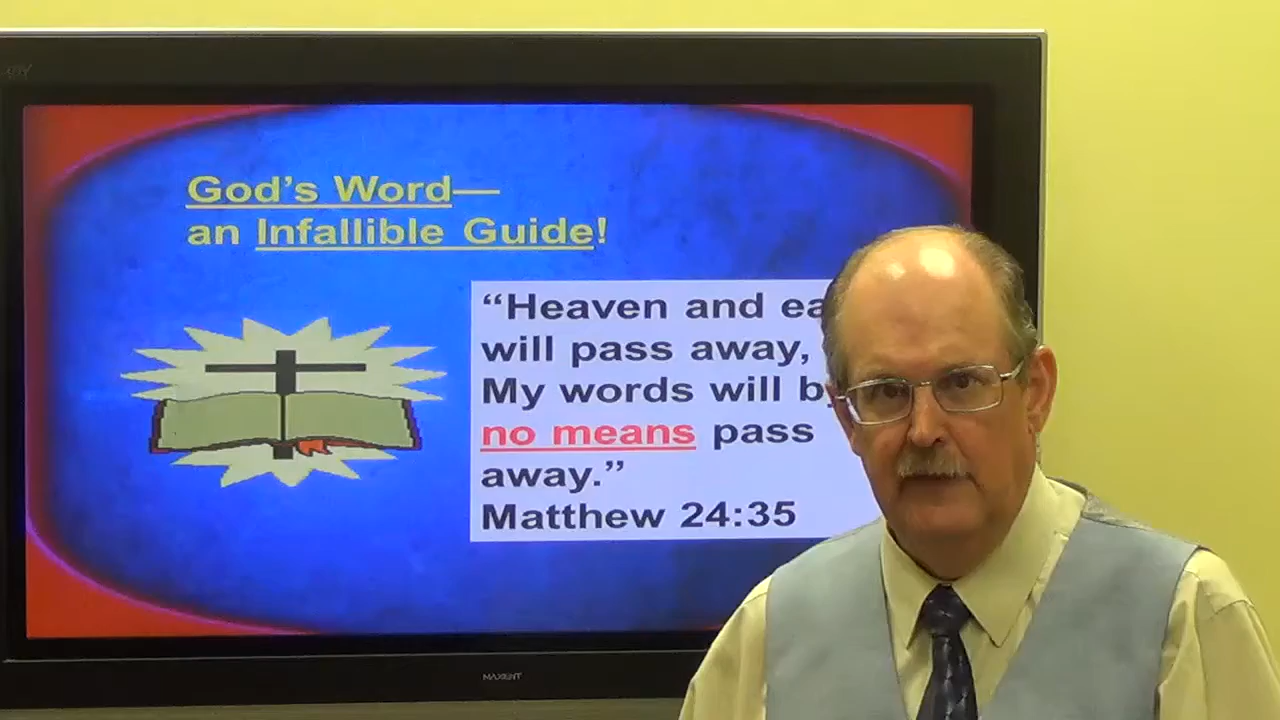 God's Word—
an Infallible Guide!
“Heaven and ea
will pass away,
My words will b
no means pass
away.”
Matthew 24:35